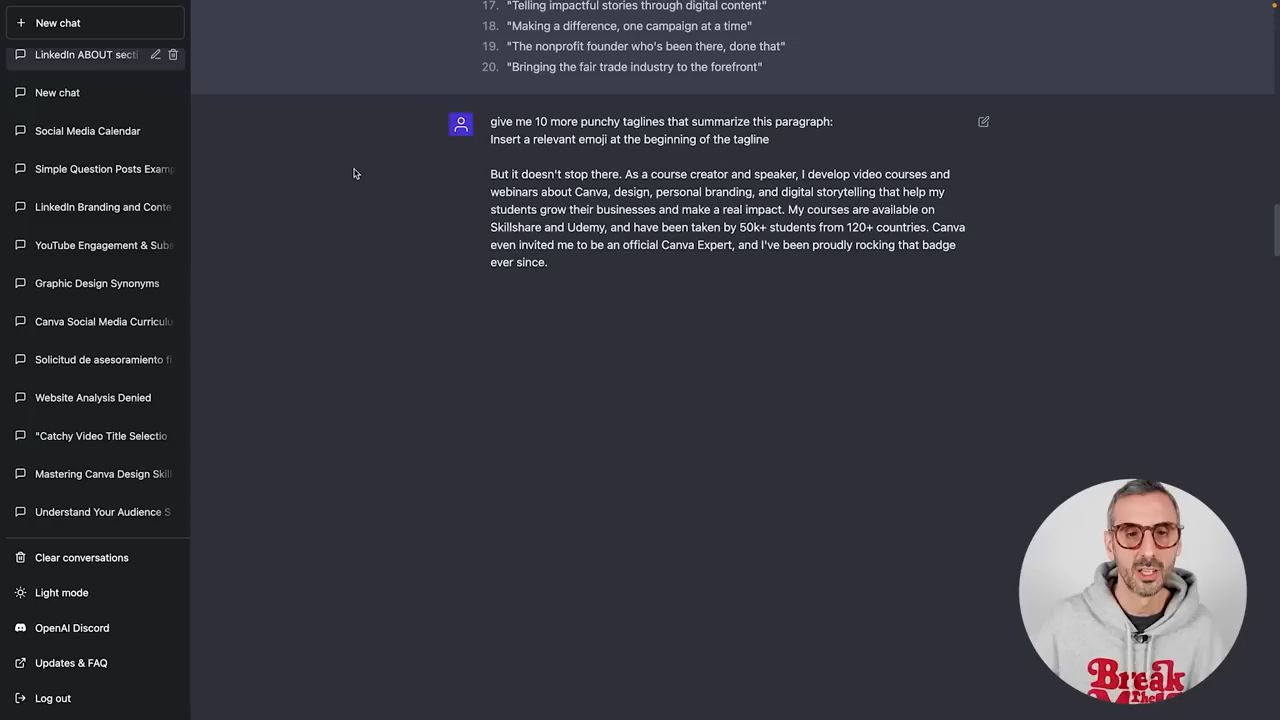 New chat
LinkedIn ABOUT secti
New chat
Social Media Calendar
Simple Question Posts Examp
LinkedIn Branding and Conte
YouTube Engagement & Subs
Graphic Design Synonyms
Canva Social Media Curriculu
Solicitud de asesoramiento fi
Website Analysis Denied
"Catchy Video Title Selectio
Mastering Canva Design Skill
Understand Your Audience S
Clear conversations
Light mode
OpenAI Discord
Updates & FAQ
Log out
17. "Telling impactful stories through digital content"
18. "Making a difference, one campaign at a time"
19. "The nonprofit founder who's been there, done that"
20. "Bringing the fair trade industry to the forefront"
give me 10 more punchy taglines that summarize this paragraph:
Insert a relevant emoji at the beginning of the tagline
But it doesn't stop there. As a course creator and speaker, I develop video courses and
webinars about Canva, design, personal branding, and digital storytelling that help my
students grow their businesses and make a real impact. My courses are available on
Skillshare and Udemy, and have been taken by 50k+ students from 120+ countries. Canva
even invited me to be an official Canva Expert, and I've been proudly rocking that badge
ever since.
Break
The